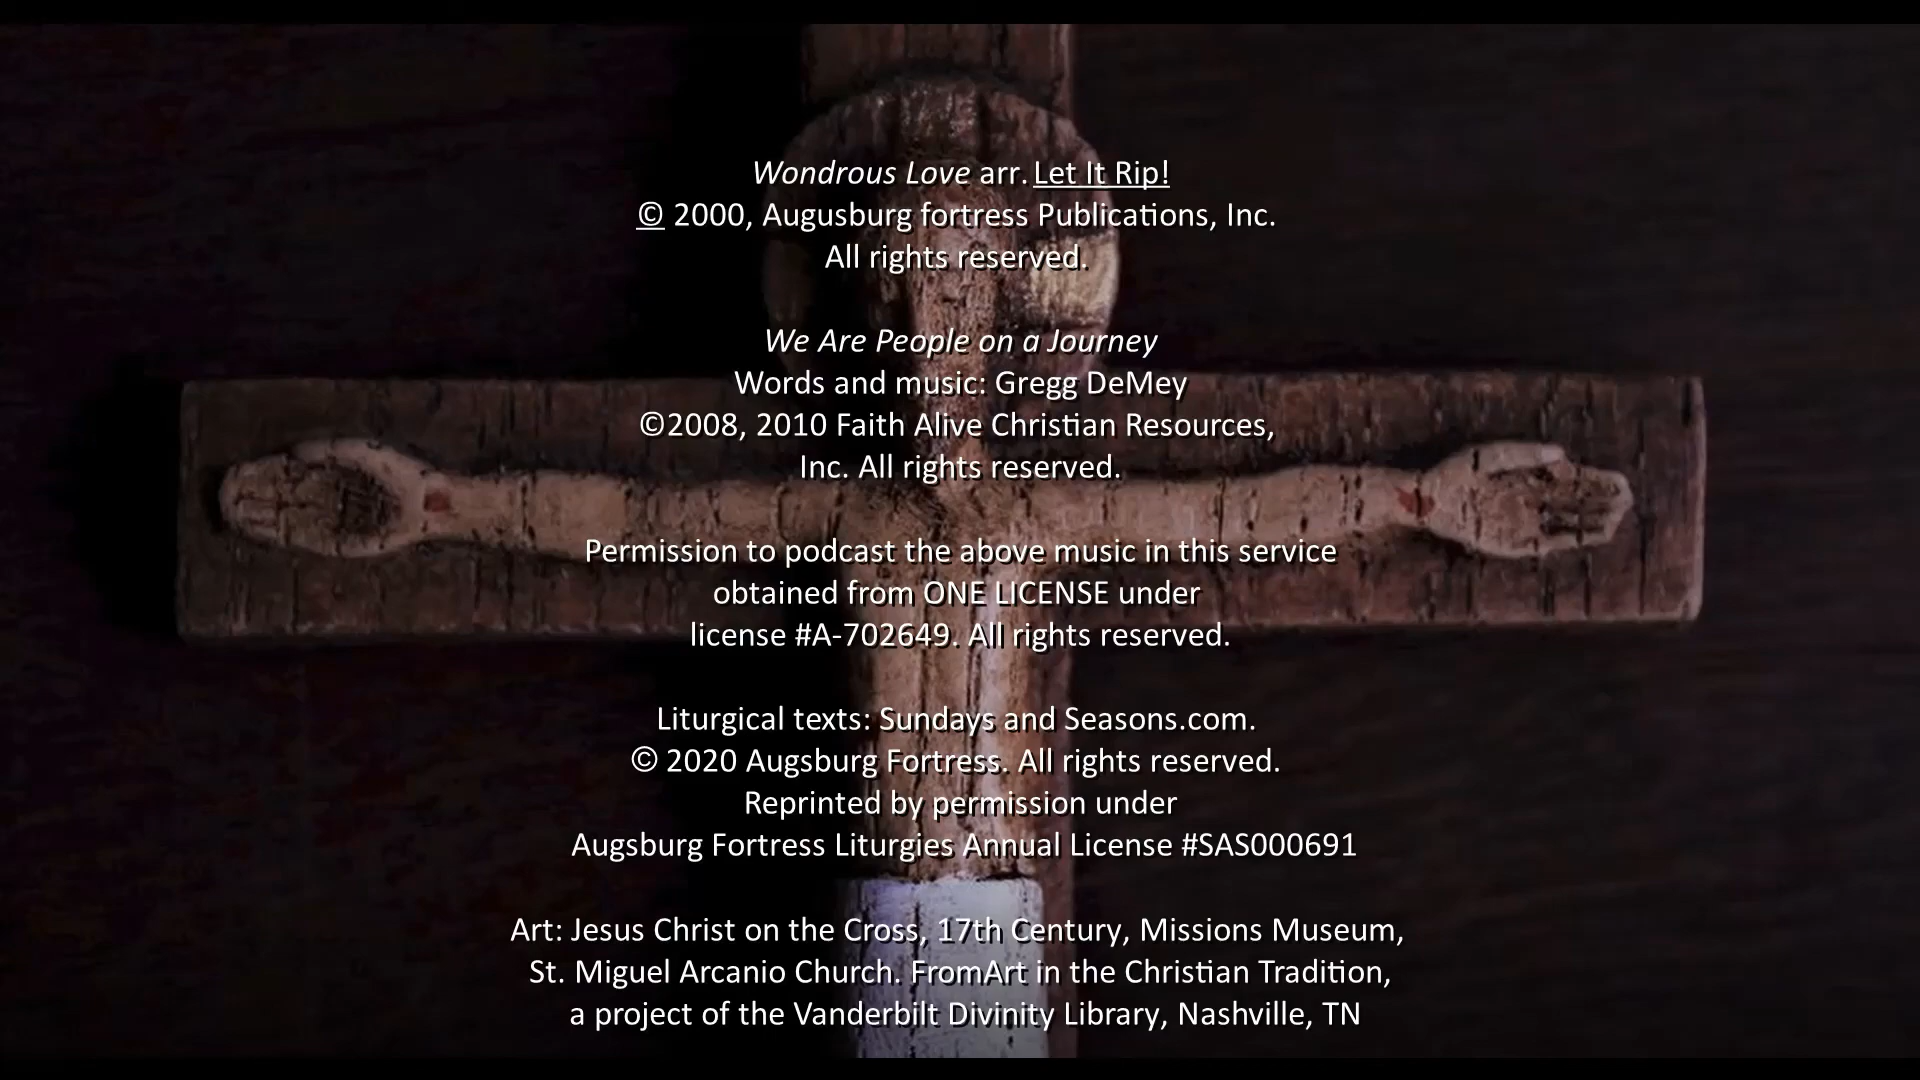 Wondrous Love arr. Let It Rip!
© 2000, Augusburg fortress Publications, Inc.
All rights reserved.
We Are People on a Journey
Words and music: Gregg DeMey
©2008, 2010 Faith Alive Christian Resources,
Inc. All rights reserved.
Permission to podcast the above music in this service
obtained from ONE LICENSE under
license #A-702649. All rights reserved.
Liturgical texts: Sundays and Seasons.com.
© 2020 Augsburg Fortress. All rights reserved.
Reprinted by permission under
Augsburg Fortress Liturgies Annual License #SAS000691
Art: Jesus Christ on the Cross, 17th Century, Missions Museum,
St. Miguel Arcanio Church. FromArt in the Christian Tradition,
a project of the Vanderbilt Divinity Library, Nashville, TN